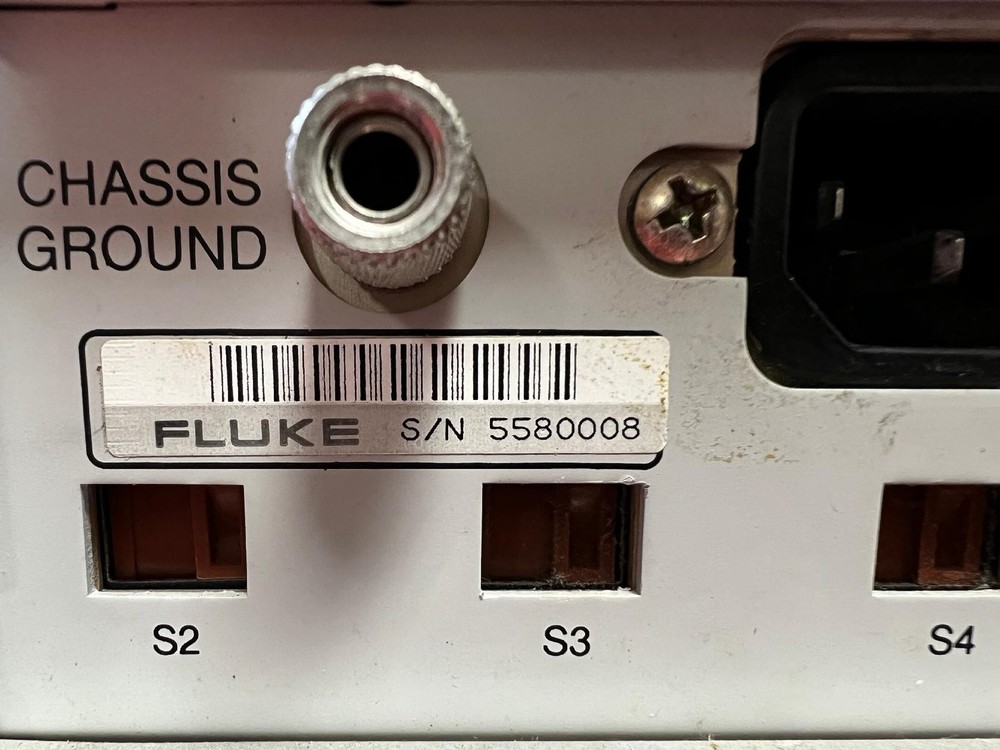 CHASSIS
GROUND
FLUKE S/N 5580008
S2 S3 S4